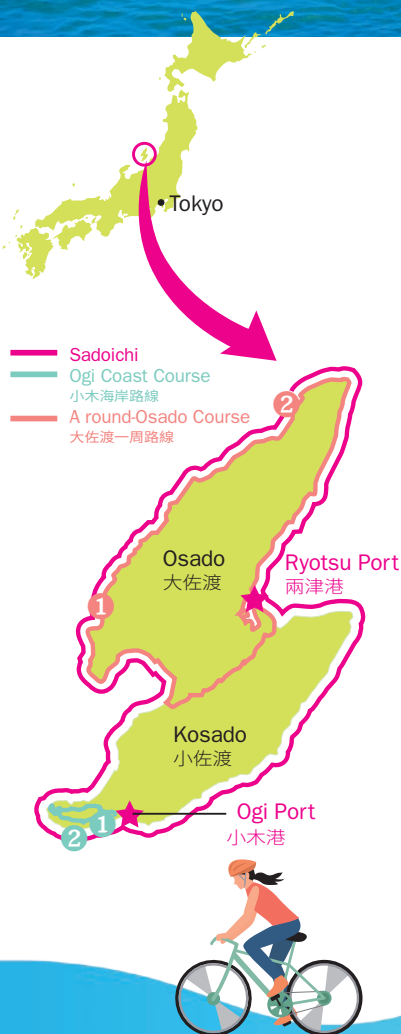 Tokyo
Sadoichi
Ogi Coast Course
小木海岸路線
A round-Osado Course
大佐渡一周路線
2
Osado
大佐渡
Ryotsu Port
兩津港
1
Kosado
小佐渡
Ogi Port
小木港
1
2